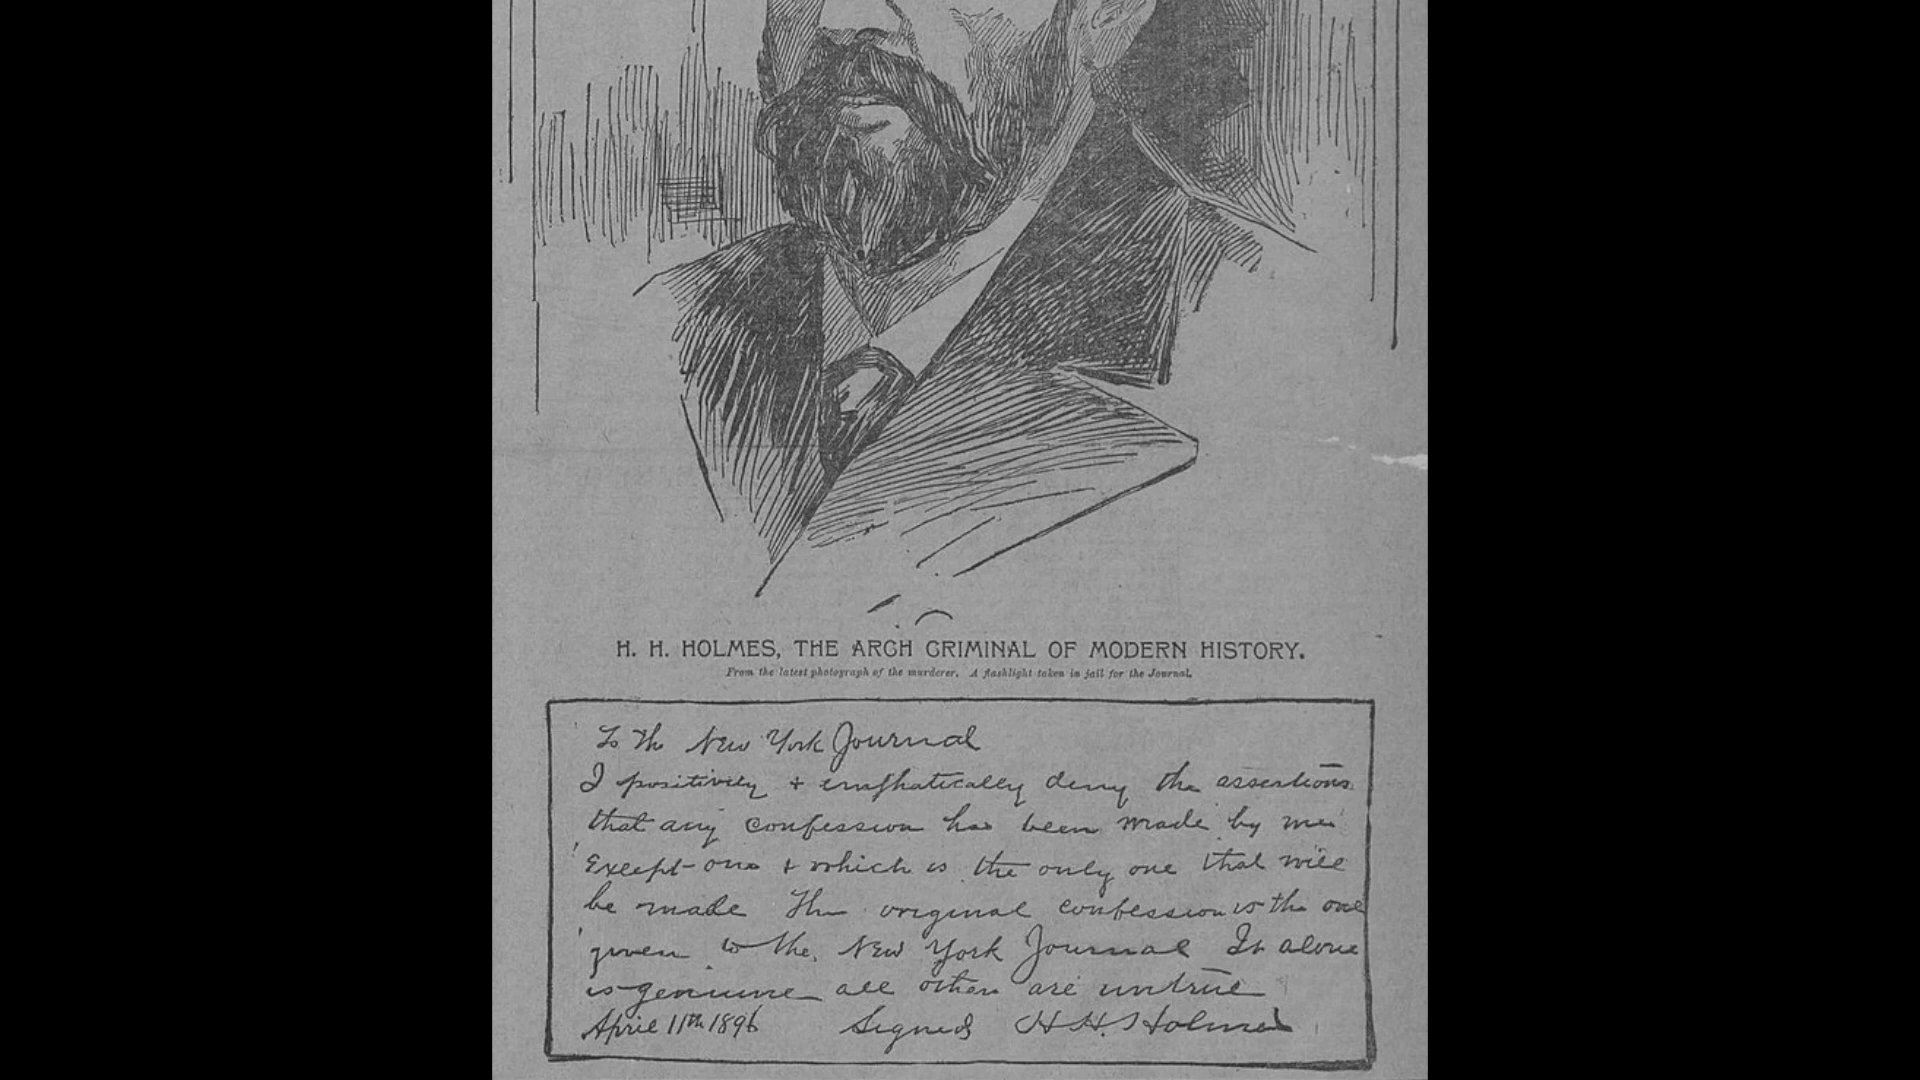 H. H. HOLMES, THE ARCH CRIMINAL OF MODERN HISTORY.
From the latest photograph of the murderer. A flashlight taken in jail for the Journal.
To the New York Journal
I positively + emphatically deny the assertions
that any confession has been made by me
Except one + which is the only one that will
be made The original confession is the one
given to the New York Journal It alone
is genuine all others are untrue
April 11th 1896 Signed H. H. Holmes